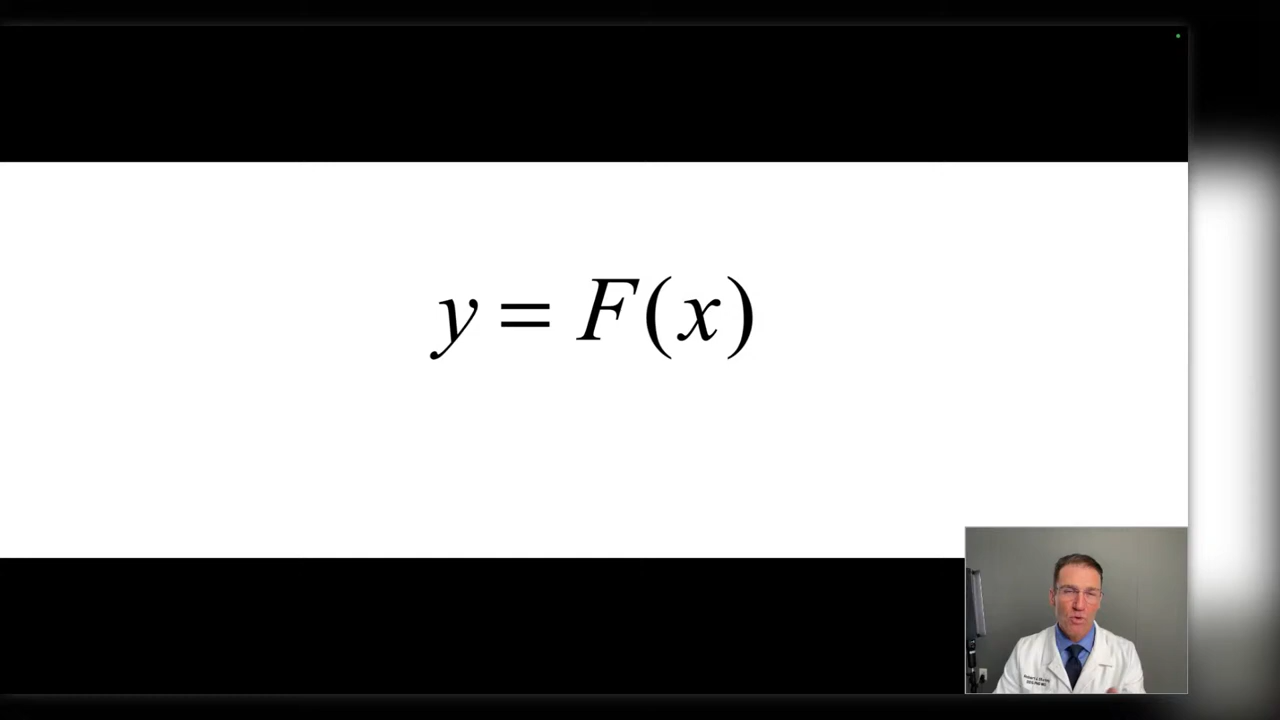 y = F(x)